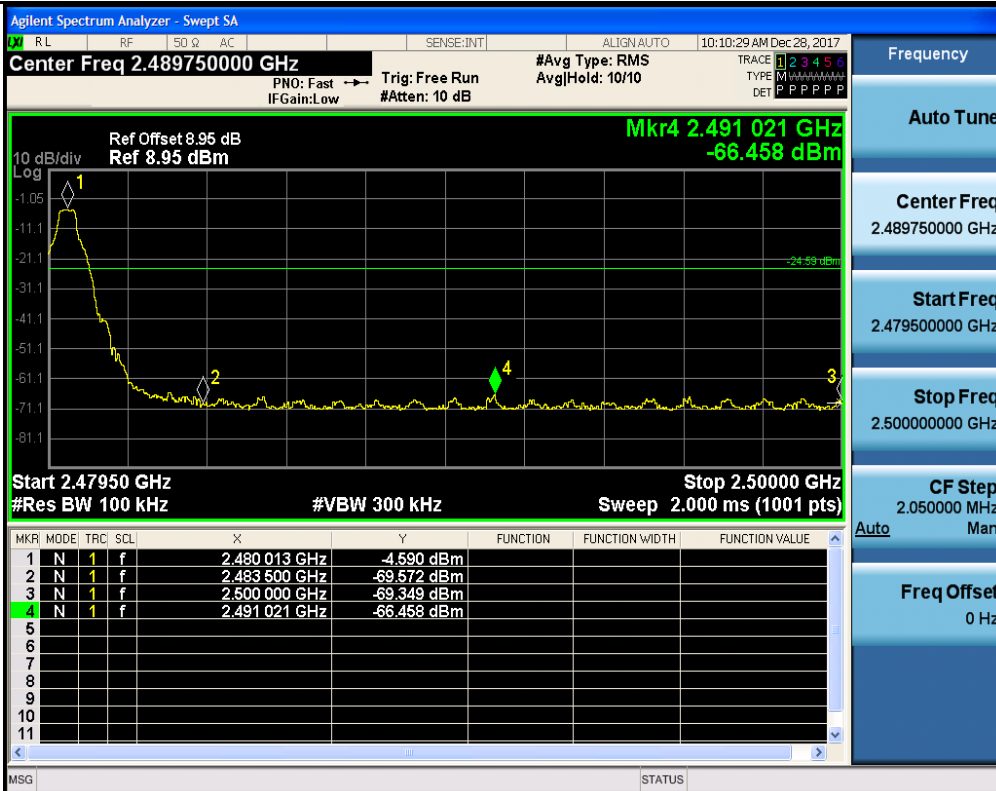 Agilent Spectrum Analyzer - Swept SA
LXI RL RF 50 Ω AC SENSE:INT ALIGN AUTO 10:10:29 AM Dec 28, 2017
Center Freq 2.489750000 GHz
PNO: Fast
IFGain:Low
Trig: Free Run
#Atten: 10 dB
#Avg Type: RMS
Avg|Hold: 10/10
TRACE 1 2 3 4 5 6
TYPE M
DET P P P P P P
Frequency
Mkr4 2.491 021 GHz
-66.458 dBm
Ref Offset 8.95 dB
10 dB/div Ref 8.95 dBm
Log
1
-1.05
-11.1
-21.1
-24.59 dBm
-31.1
-41.1
-51.1
-61.1
2
4
3
-71.1
-81.1
Start 2.47950 GHz Stop 2.50000 GHz
#Res BW 100 kHz #VBW 300 kHz Sweep 2.000 ms (1001 pts)
MKR MODE TRC SCL X Y FUNCTION FUNCTION WIDTH FUNCTION VALUE
1 N 1 f 2.480 013 GHz -4.590 dBm
2 N 1 f 2.483 500 GHz -69.572 dBm
3 N 1 f 2.500 000 GHz -69.349 dBm
4 N 1 f 2.491 021 GHz -66.458 dBm
5
6
7
8
9
10
11
MSG STATUS
Auto Tune
Center Freq
2.489750000 GHz
Start Freq
2.479500000 GHz
Stop Freq
2.500000000 GHz
CF Step
2.050000 MHz
Auto Man
Freq Offset
0 Hz